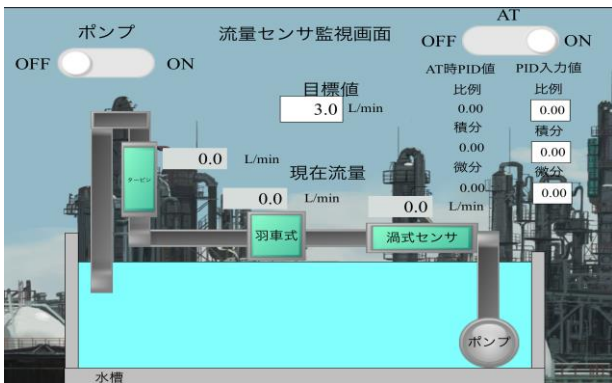 ポンプ
OFF
ON
流量センサ監視画面
AT
OFF
ON
目標値
3.0 L/min
AT時PID値
PID入力値
比例
比例
0.00
0.00
積分
積分
0.00
0.00
微分
微分
0.00
0.00
タービン
0.0 L/min
現在流量
0.0 L/min
0.0 L/min
羽車式
渦式センサ
ポンプ
水槽